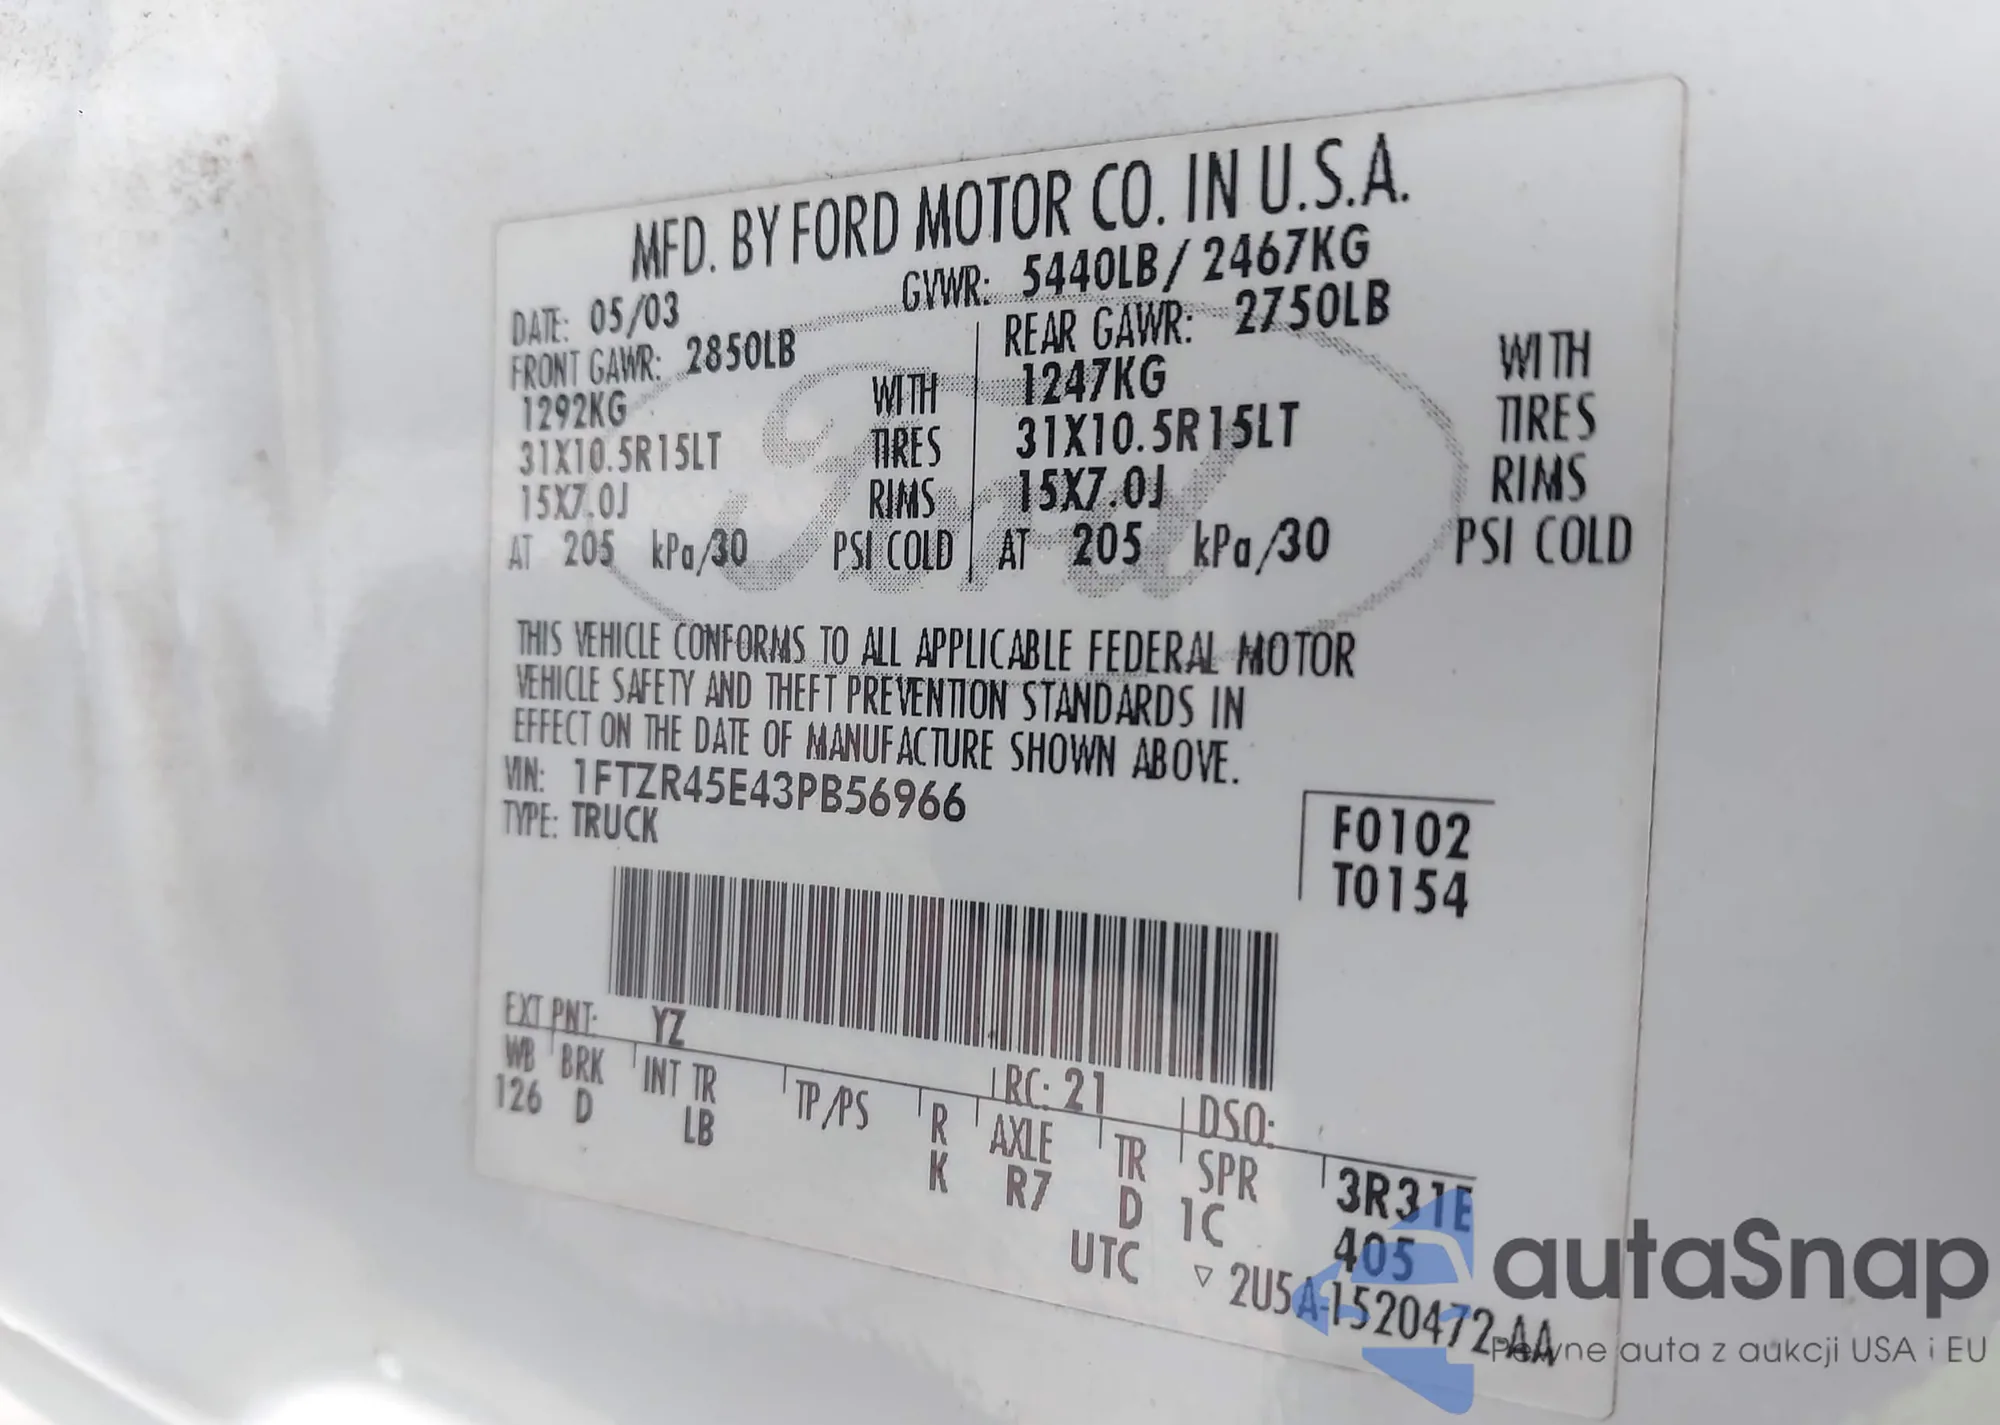 MFD. BY FORD MOTOR CO. IN U.S.A.
DATE: 05/03 GVWR: 5440LB / 2467KG
FRONT GAWR: 2850LB REAR GAWR: 2750LB
1292KG WITH 1247KG WITH
31X10.5R15LT TIRES 31X10.5R15LT TIRES
15X7.0J RIMS 15X7.0J RIMS
AT 205 kPa/30 PSI COLD AT 205 kPa/30 PSI COLD
Ford
THIS VEHICLE CONFORMS TO ALL APPLICABLE FEDERAL MOTOR
VEHICLE SAFETY AND THEFT PREVENTION STANDARDS IN
EFFECT ON THE DATE OF MANUFACTURE SHOWN ABOVE.
VIN: 1FTZR45E43PB56966
TYPE: TRUCK
F0102
T0154
EXT PNT: YZ RC: 21 DSO:
WB BRK INT TR TP/PS R AXLE TR SPR 3R31E
126 D LB K R7 D 1C 405
UTC ▽ 2U5A-1520472-AA
autaSnap
Pewne auta z aukcji USA i EU